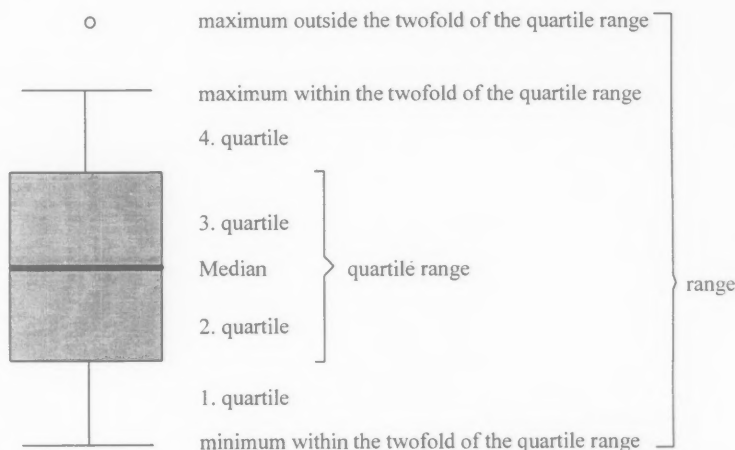 maximum outside the twofold of the quartile range
maximum within the twofold of the quartile range
4. quartile
3. quartile
Median
quartile range
range
2. quartile
1. quartile
minimum within the twofold of the quartile range